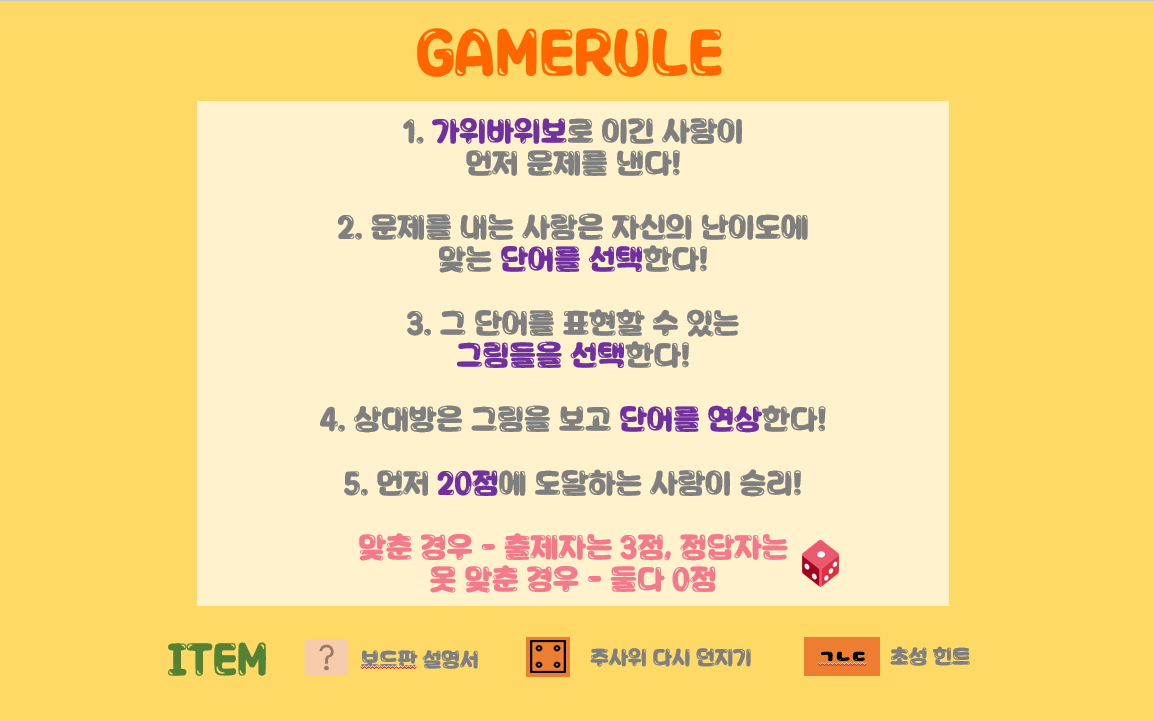 GAMERULE
1. 가위바위보로 이긴 사람이
먼저 문제를 낸다!
2. 문제를 내는 사람은 자신의 난이도에
맞는 단어를 선택한다!
3. 그 단어를 표현할 수 있는
그림들을 선택한다!
4. 상대방은 그림을 보고 단어를 연상한다!
5. 먼저 20점에 도달하는 사람이 승리!
맞춘 경우 - 출제자는 3점, 정답자는
못 맞춘 경우 - 둘다 0점
ITEM
? 보드판 설명서
주사위 다시 던지기
ㄱㄴㄷ 초성 힌트